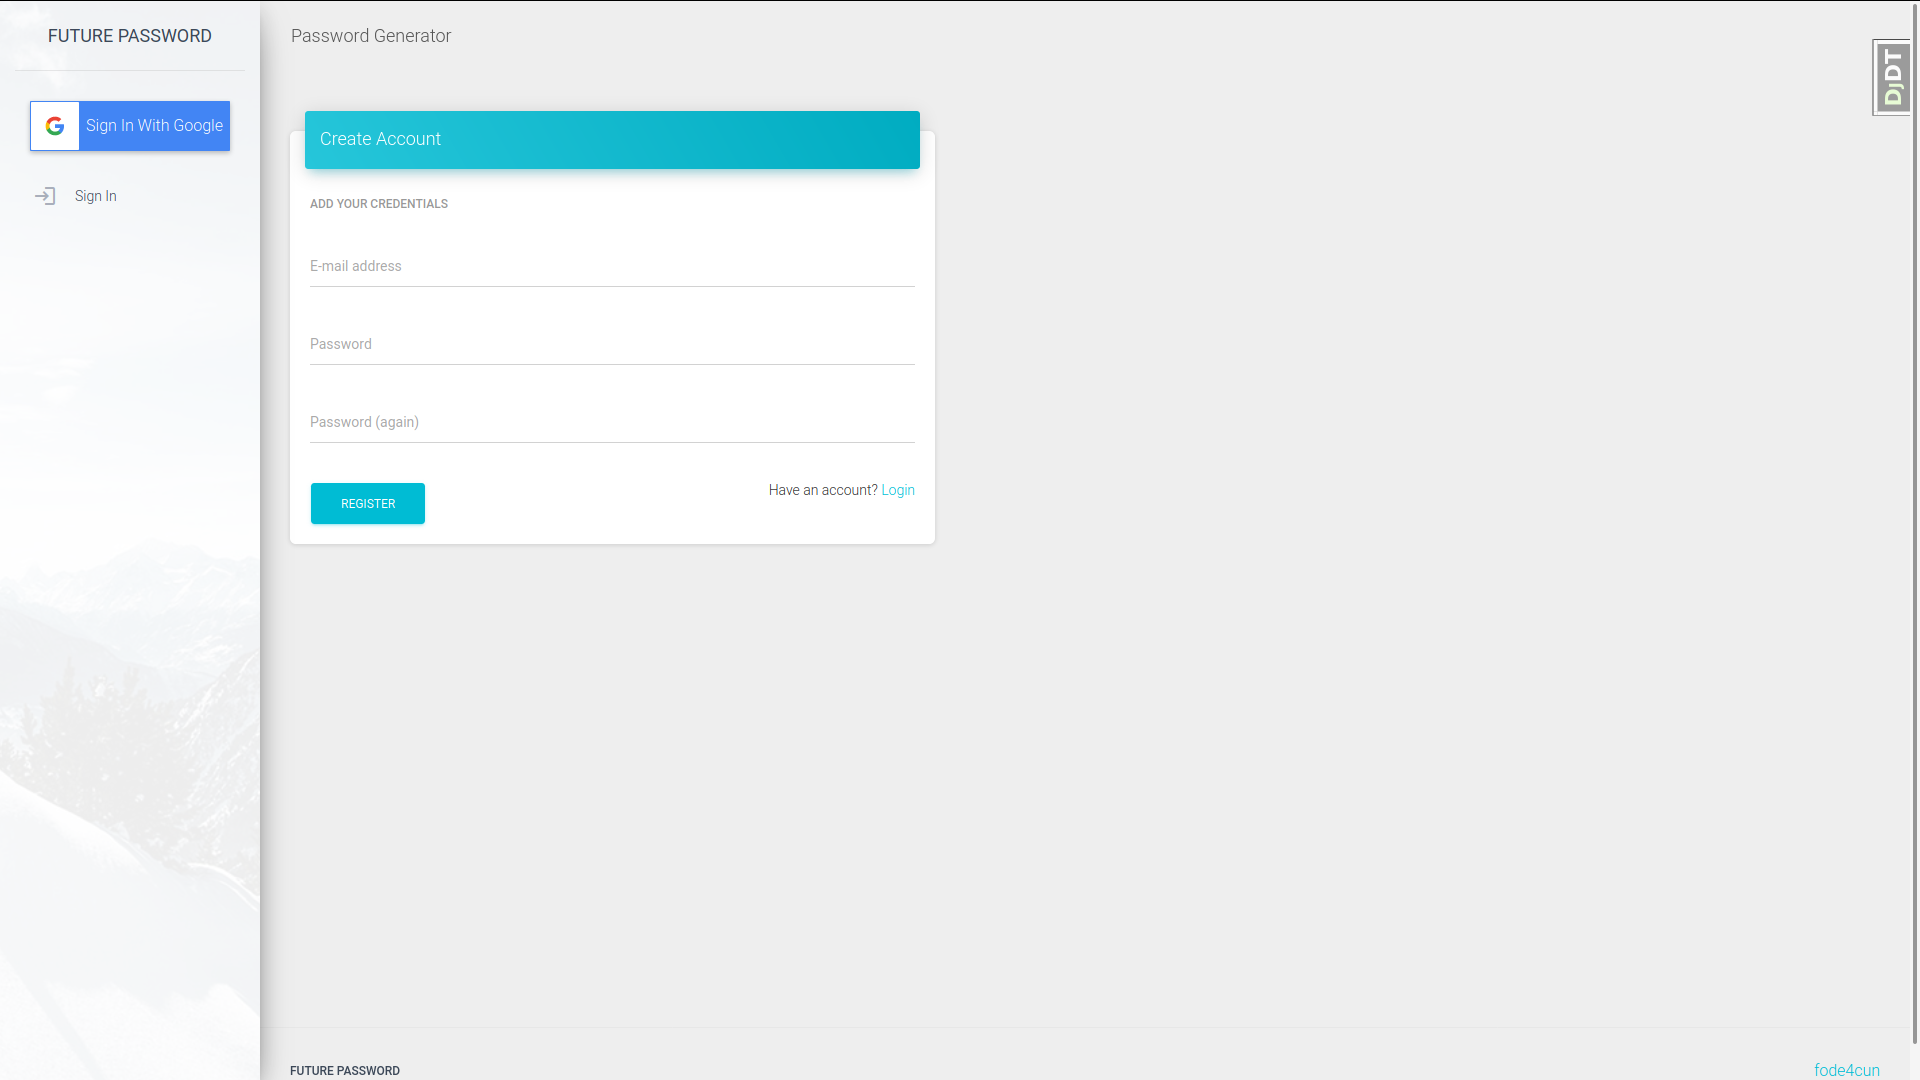 FUTURE PASSWORD
Password Generator
DjDT
Sign In With Google
Sign In
Create Account
ADD YOUR CREDENTIALS
E-mail address
Password
Password (again)
REGISTER
Have an account? Login
FUTURE PASSWORD
fode4cun